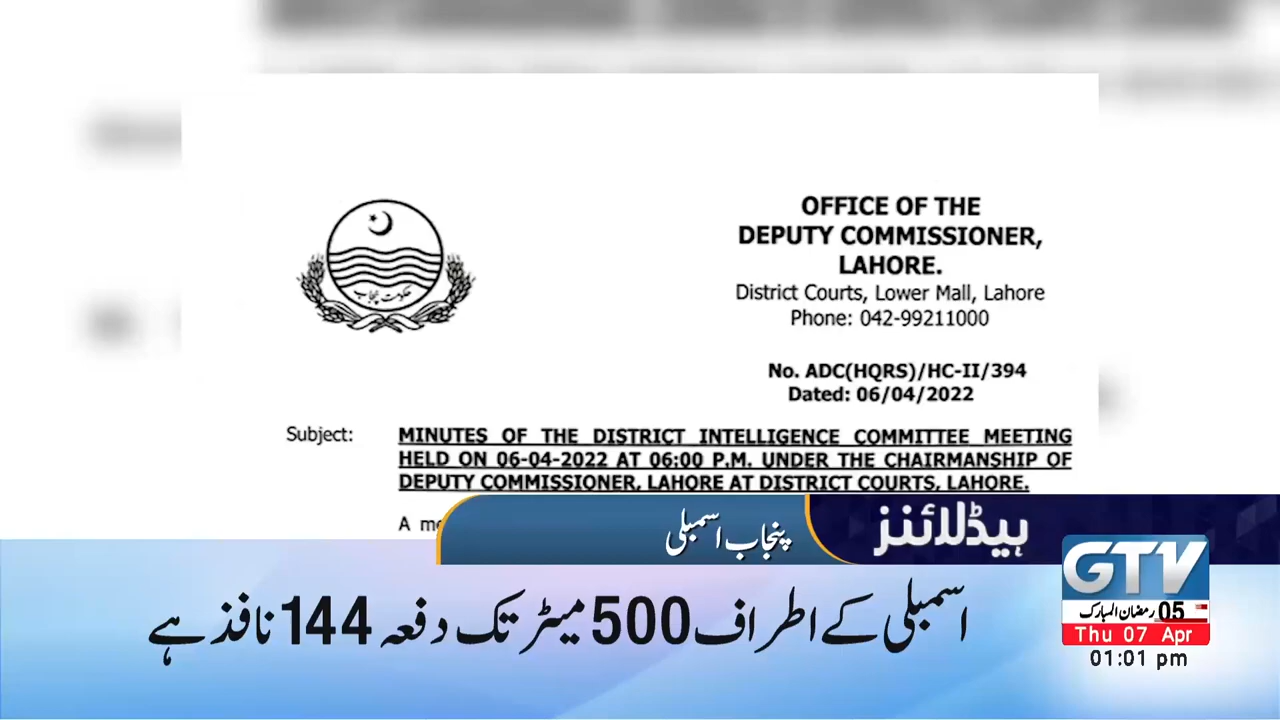 حکومت پنجاب
OFFICE OF THE
DEPUTY COMMISSIONER,
LAHORE.
District Courts, Lower Mall, Lahore
Phone: 042-99211000
No. ADC(HQRS)/HC-II/394
Dated: 06/04/2022
Subject: MINUTES OF THE DISTRICT INTELLIGENCE COMMITTEE MEETING
HELD ON 06-04-2022 AT 06:00 P.M. UNDER THE CHAIRMANSHIP OF
DEPUTY COMMISSIONER, LAHORE AT DISTRICT COURTS, LAHORE.
A
ہیڈلائنز
پنجاب اسمبلی
اسمبلی کے اطراف 500 میٹر تک دفعہ 144 نافذ ہے
GTV
05 رمضان المبارک
Thu 07 Apr
01:01 pm